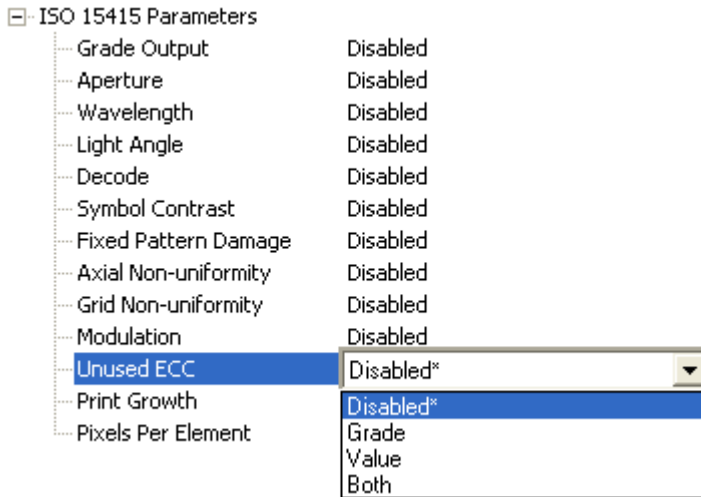 ISO 15415 Parameters
Grade Output Disabled
Aperture Disabled
Wavelength Disabled
Light Angle Disabled
Decode Disabled
Symbol Contrast Disabled
Fixed Pattern Damage Disabled
Axial Non-uniformity Disabled
Grid Non-uniformity Disabled
Modulation Disabled
Unused ECC Disabled*
Print Growth Disabled*
Pixels Per Element Grade
Value
Both